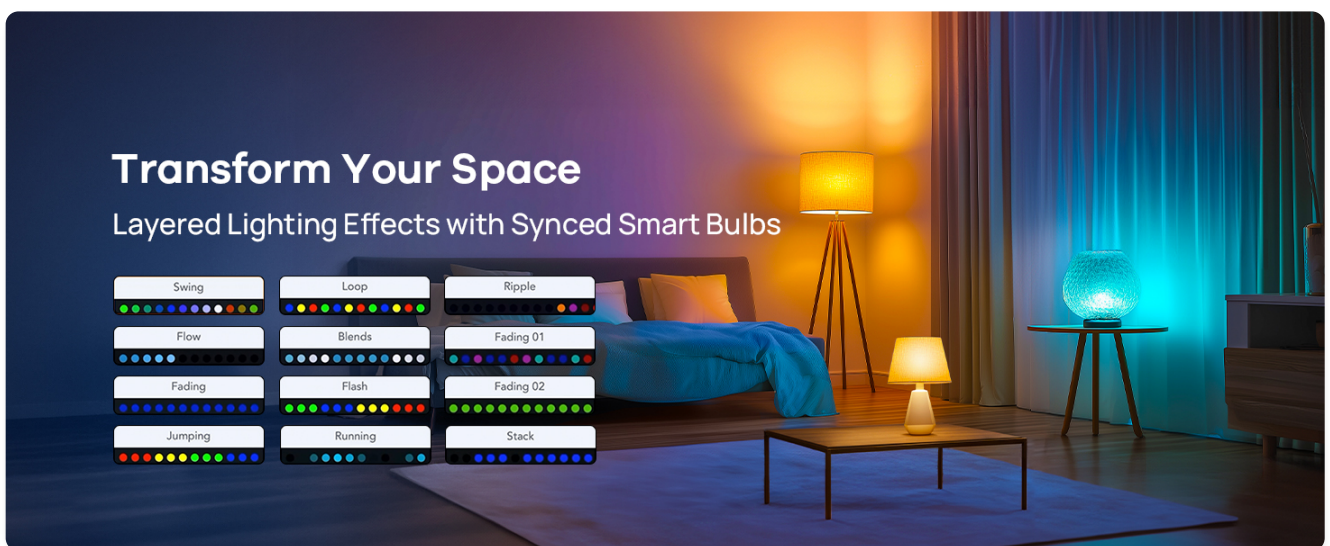 Transform Your Space
Layered Lighting Effects with Synced Smart Bulbs
Swing
Loop
Ripple
Flow
Blends
Fading 01
Fading
Flash
Fading 02
Jumping
Running
Stack